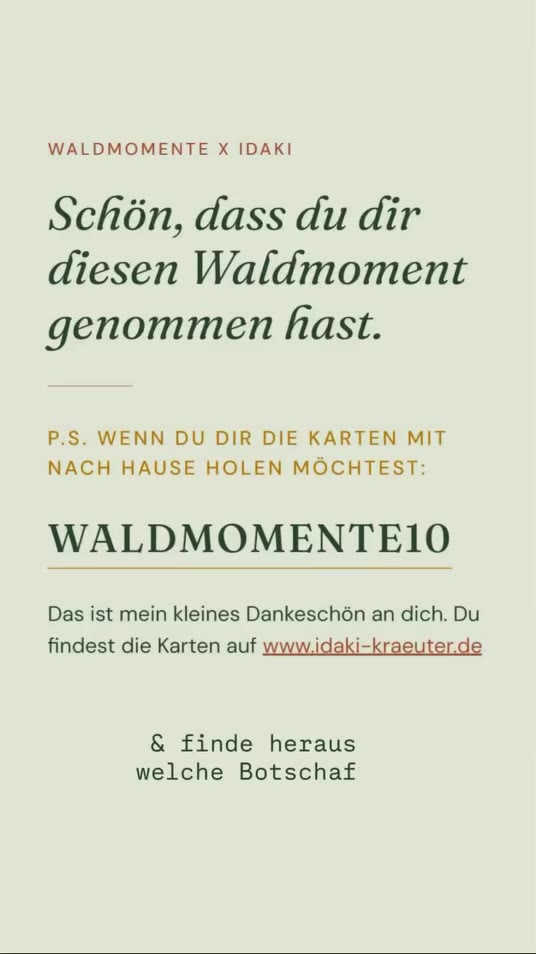 WALDMOMENTE X IDAKI
Schön, dass du dir
diesen Waldmoment
genommen hast.
P.S. WENN DU DIR DIE KARTEN MIT
NACH HAUSE HOLEN MÖCHTEST:
WALDMOMENTE10
Das ist mein kleines Dankeschön an dich. Du
findest die Karten auf www.idaki-kraeuter.de
& finde heraus
welche Botschaf